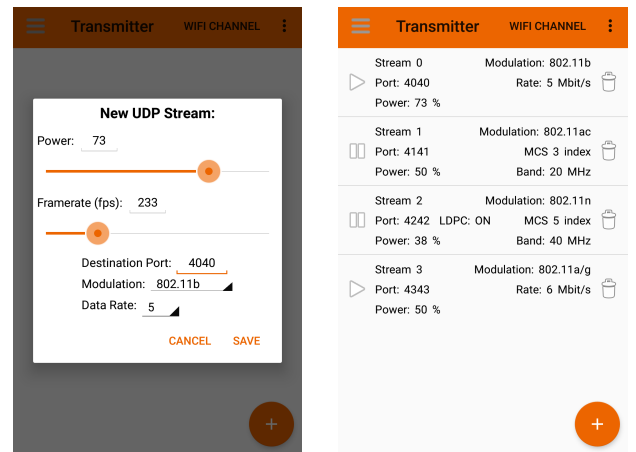 Transmitter WIFI CHANNEL
New UDP Stream:
Power: 73
Framerate (fps): 233
Destination Port: 4040
Modulation: 802.11b
Data Rate: 5
CANCEL SAVE
+
Transmitter WIFI CHANNEL
Stream 0 Modulation: 802.11b
Port: 4040 Rate: 5 Mbit/s
Power: 73 %
Stream 1 Modulation: 802.11ac
Port: 4141 MCS 3 index
Power: 50 % Band: 20 MHz
Stream 2 Modulation: 802.11n
Port: 4242 LDPC: ON MCS 5 index
Power: 38 % Band: 40 MHz
Stream 3 Modulation: 802.11a/g
Port: 4343 Rate: 6 Mbit/s
Power: 50 %
+